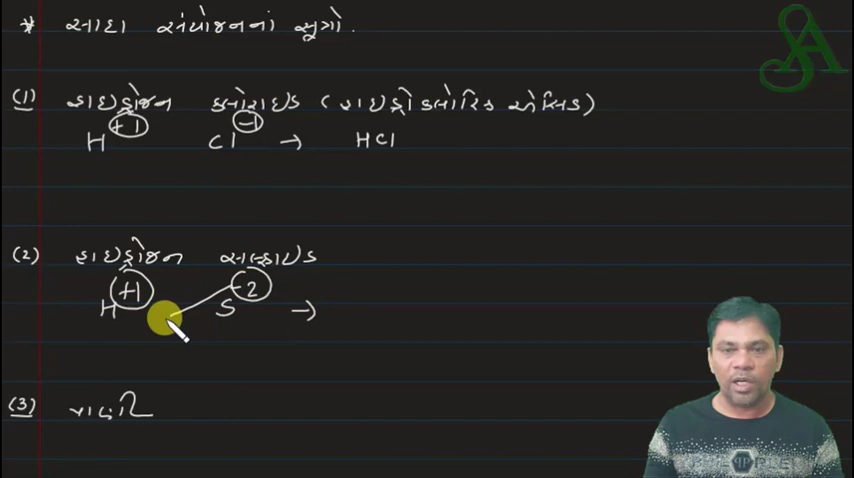 * સાદા સંયોજનનાં સૂત્રો.
(1) હાઇડ્રોજન ક્લોરાઇડ (હાઇડ્રો ક્લોરિક એસિડ)
H +1 Cl -1 → HCl
(2) હાઇડ્રોજન સલ્ફાઇડ
H +1 S -2 →
(3)